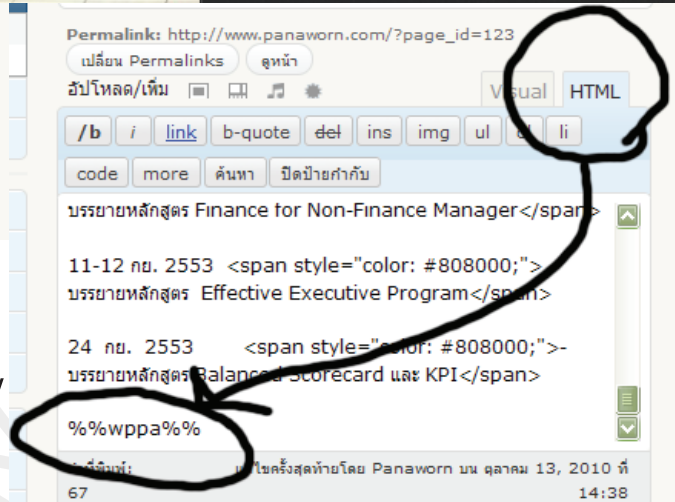 Permalink: http://www.panaworn.com/?page_id=123
เปลี่ยน Permalinks ดูหน้า
อัปโหลด/เพิ่ม Visual HTML
/b i link b-quote del ins img ul ol li
code more ค้นหา ปิดป้ายกำกับ
บรรยายหลักสูตร Finance for Non-Finance Manager</span>
11-12 กย. 2553 <span style="color: #808000;">
บรรยายหลักสูตร Effective Executive Program</span>
24 กย. 2553 <span style="color: #808000;">-
บรรยายหลักสูตร Balanced Scorecard และ KPI</span>
%%wppa%%
แก้ไขครั้งสุดท้ายโดย Panaworn บน ตุลาคม 13, 2010 ที่
67 14:38